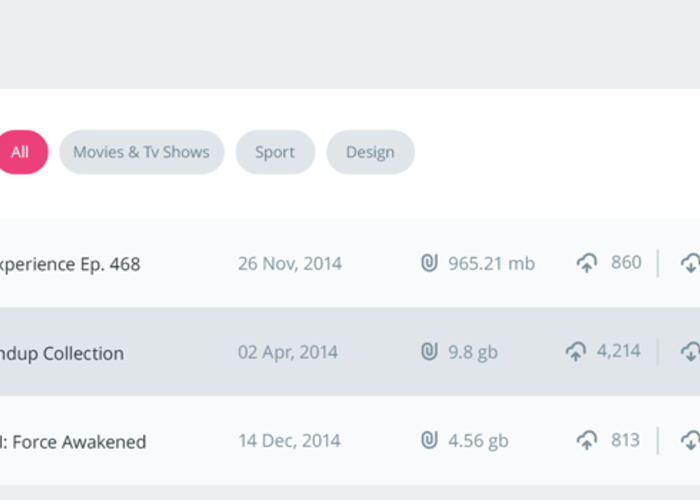 All Movies & Tv Shows Sport Design
xperience Ep. 468 26 Nov, 2014 965.21 mb 860
ndup Collection 02 Apr, 2014 9.8 gb 4,214
I: Force Awakened 14 Dec, 2014 4.56 gb 813